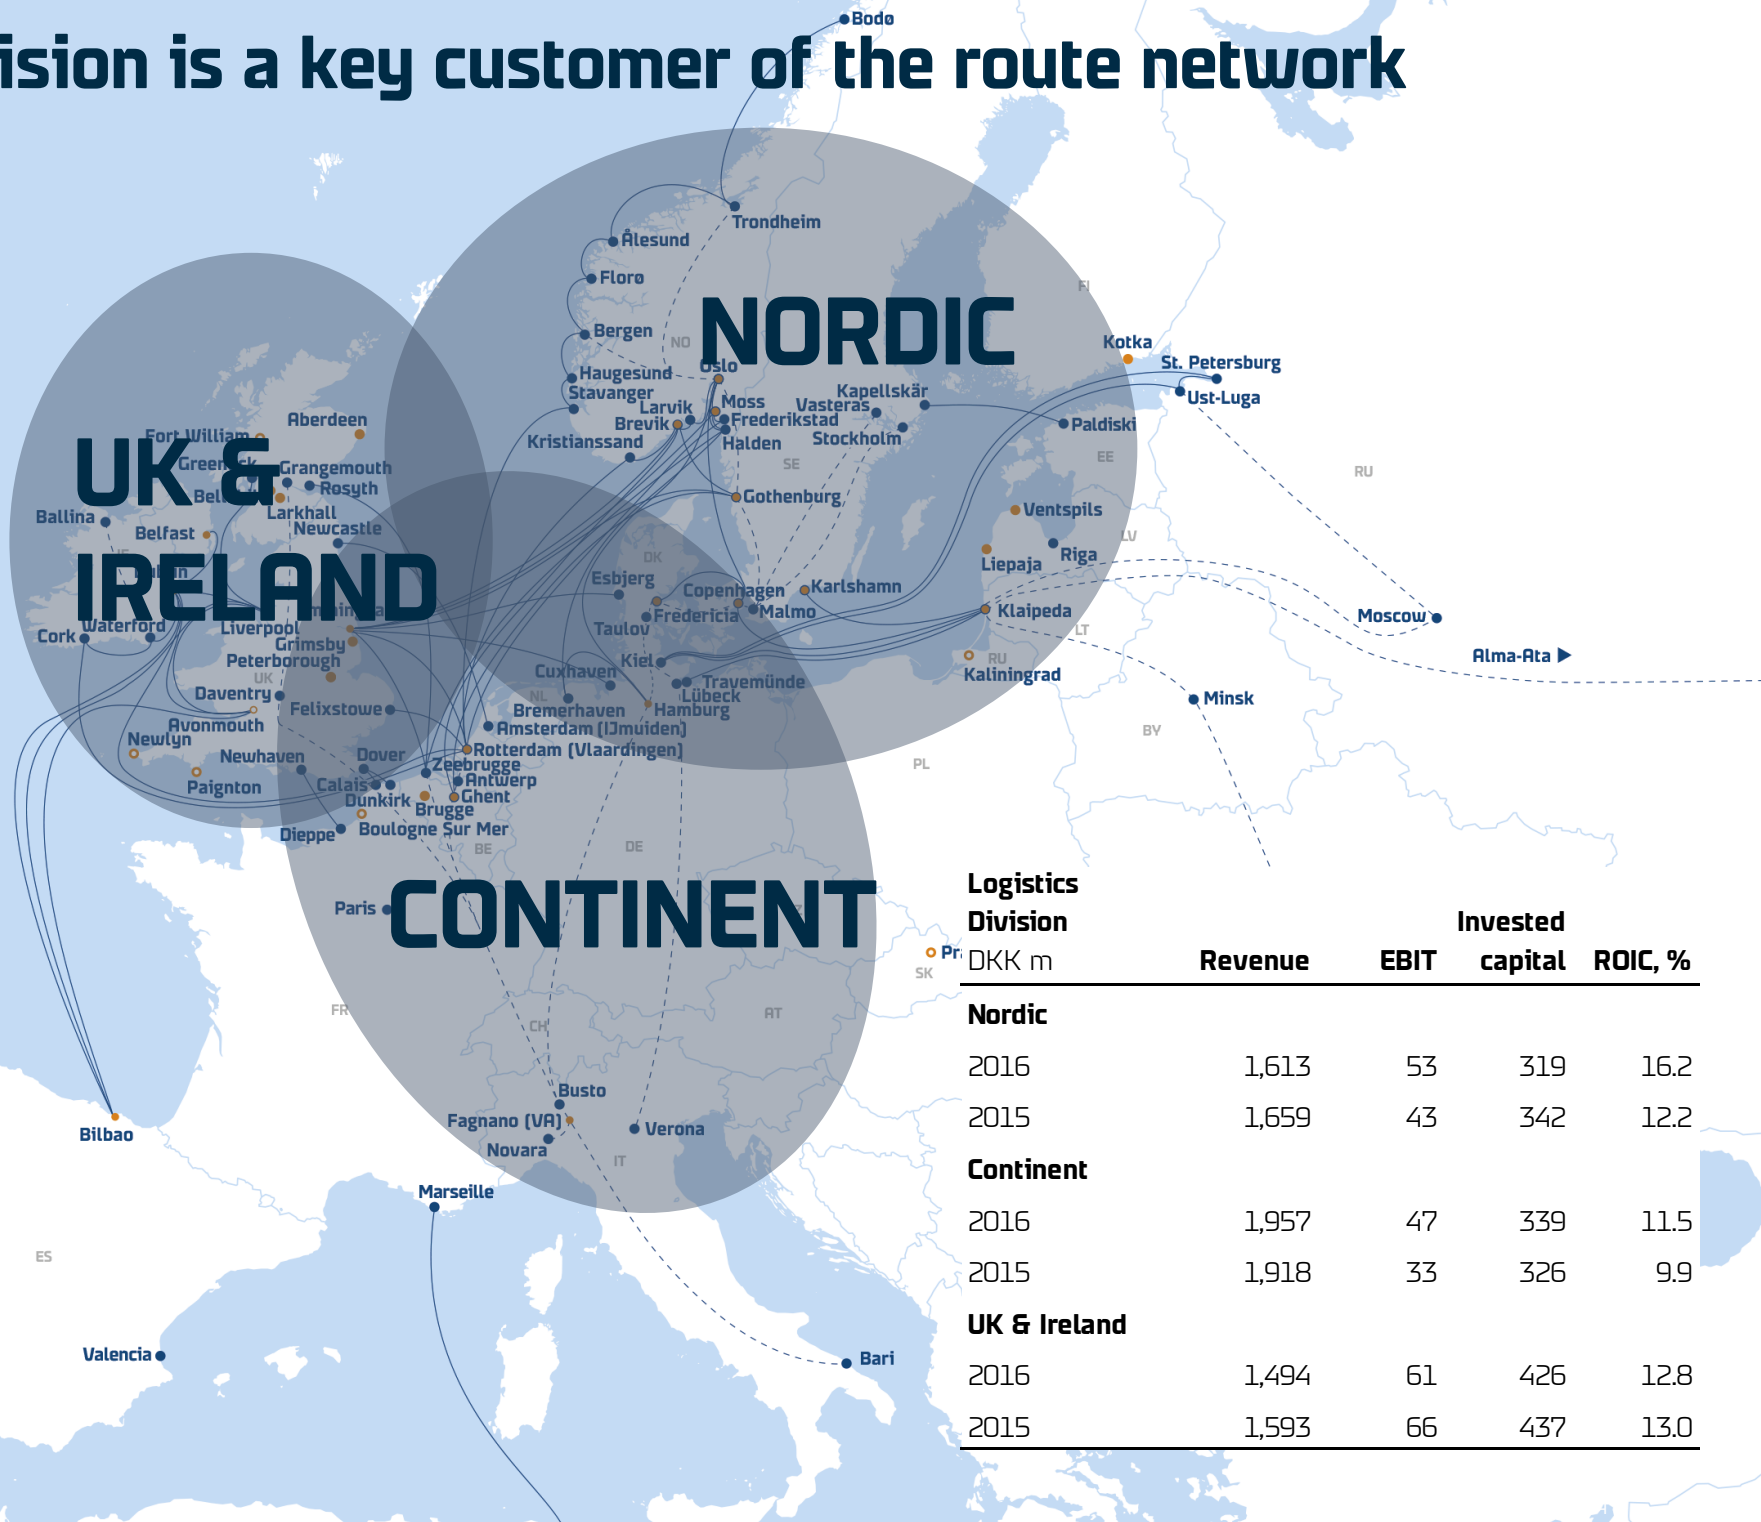 Bodø
ision is a key customer of the route network
Trondheim
Ålesund
Florø
FI
NORDIC
Bergen
NO
Kotka
Oslo
St. Petersburg
Haugesund
Stavanger
Kapellskär
Ust-Luga
Moss
Vasteras
Larvik
Aberdeen
Frederikstad
Brevik
Paldiski
Fort William
Stockholm
Kristianssand
Halden
EE
UK &
Grangemouth
SE
RU
Rosyth
Gothenburg
Ballina
Larkhall
Ventspils
Newcastle
Belfast
LV
DK
Riga
Liepaja
IRELAND
Esbjerg
Copenhagen
Karlshamn
Klaipeda
Malmo
Fredericia
Moscow
Waterford
Liverpool
Taulov
LT
Cork
Grimsby
Alma-Ata
Peterborough
Kiel
RU
UK
Cuxhaven
Kaliningrad
Travemünde
Daventry
NL
Lübeck
Minsk
Felixstowe
Bremerhaven
Hamburg
Avonmouth
Amsterdam (IJmuiden)
BY
Newlyn
Rotterdam (Vlaardingen)
Newhaven
Dover
Zeebrugge
PL
Paignton
Calais
Antwerp
Dunkirk
Ghent
Brugge
Dieppe
Boulogne Sur Mer
BE
DE
Paris
CONTINENT
SK
FR
AT
CH
Busto
Fagnano (VA)
Verona
Bilbao
Novara
IT
Marseille
ES
Valencia
Bari
Logistics
Division Invested
DKK m Revenue EBIT capital ROIC, %
Nordic
2016 1,613 53 319 16.2
2015 1,659 43 342 12.2
Continent
2016 1,957 47 339 11.5
2015 1,918 33 326 9.9
UK & Ireland
2016 1,494 61 426 12.8
2015 1,593 66 437 13.0